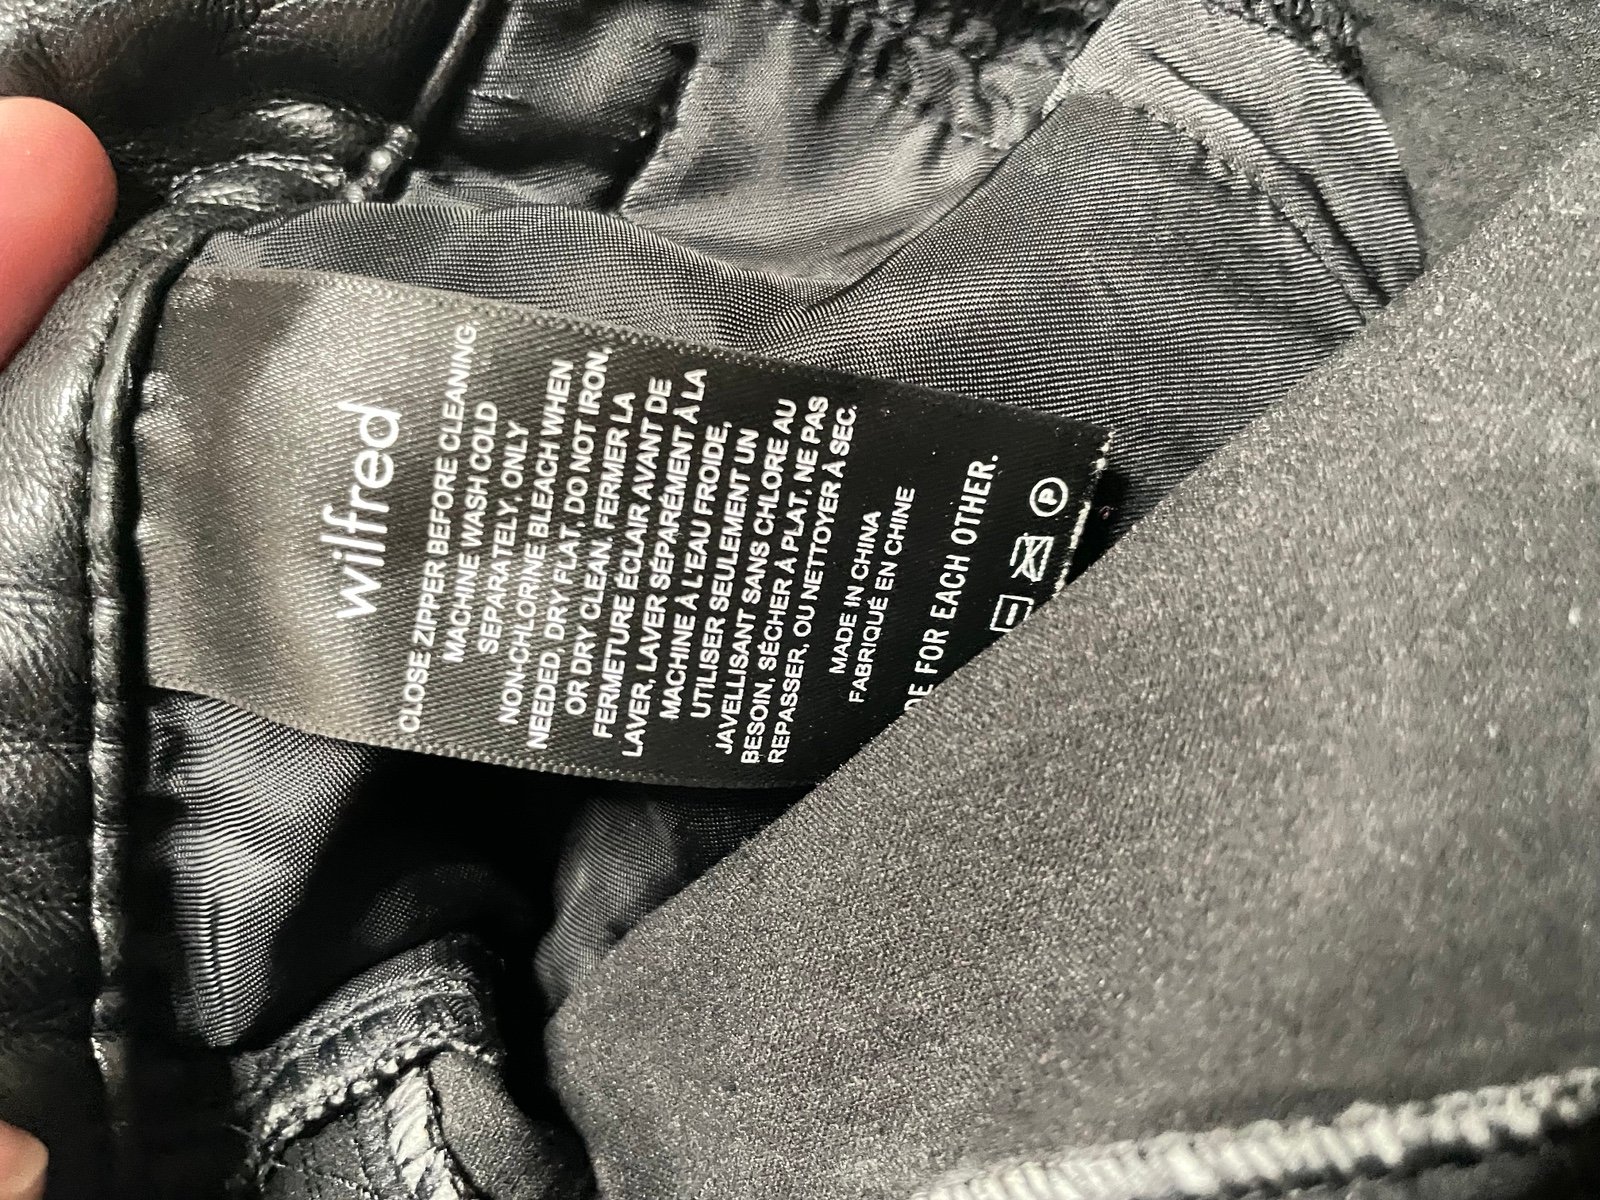 wilfred
CLOSE ZIPPER BEFORE CLEANING.
MACHINE WASH COLD
SEPARATELY, ONLY
NON-CHLORINE BLEACH WHEN
NEEDED, DRY FLAT. DO NOT IRON,
OR DRY CLEAN. FERMER LA
FERMETURE ÉCLAIR AVANT DE
LAVER, LAVER SÉPARÉMENT À LA
MACHINE À L'EAU FROIDE,
UTILISER SEULEMENT UN
JAVELLISANT SANS CHLORE AU
BESOIN, SÉCHER À PLAT, NE PAS
REPASSER, OU NETTOYER À SEC.
MADE IN CHINA
FABRIQUÉ EN CHINE
DE FOR EACH OTHER.
P